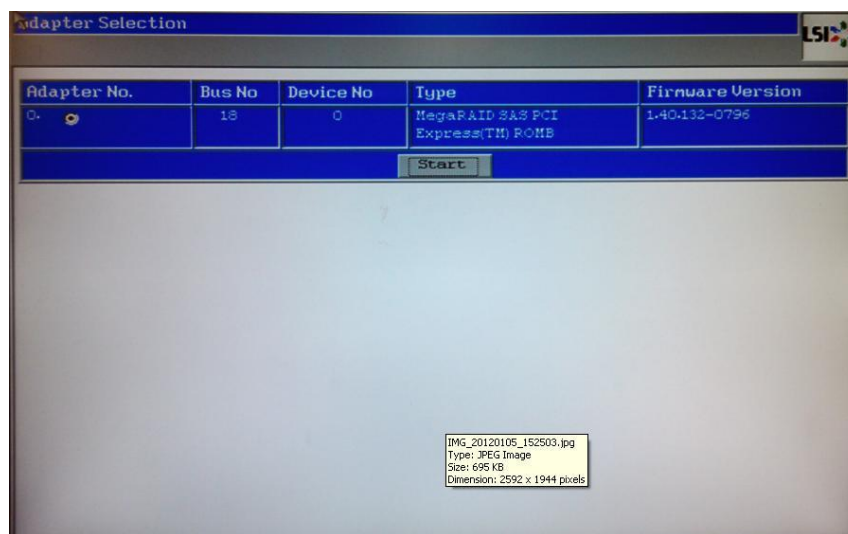 Adapter Selection
LSI
Adapter No. Bus No Device No Type Firmware Version
0. 18 0 MegaRAID SAS PCI 1.40.132-0796
Express(TM) ROMB
Start
IMG_20120105_152503.jpg
Type: JPEG Image
Size: 695 KB
Dimension: 2592 x 1944 pixels